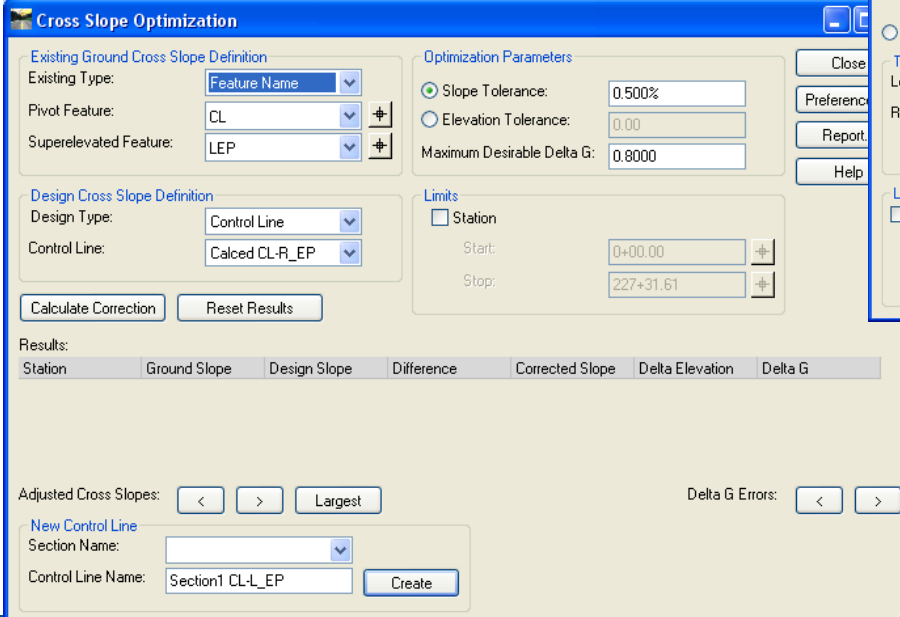 Cross Slope Optimization
Existing Ground Cross Slope Definition
Existing Type: Feature Name
Pivot Feature: CL
Superelevated Feature: LEP
Optimization Parameters
Slope Tolerance: 0.500%
Elevation Tolerance: 0.00
Maximum Desirable Delta G: 0.8000
Close
Preference
Report.
Help
Design Cross Slope Definition
Design Type: Control Line
Control Line: Calced CL-R_EP
Limits
Station
Start: 0+00.00
Stop: 227+31.61
Calculate Correction Reset Results
Results:
Station Ground Slope Design Slope Difference Corrected Slope Delta Elevation Delta G
Adjusted Cross Slopes: < > Largest
Delta G Errors: < >
New Control Line
Section Name:
Control Line Name: Section1 CL-L_EP Create